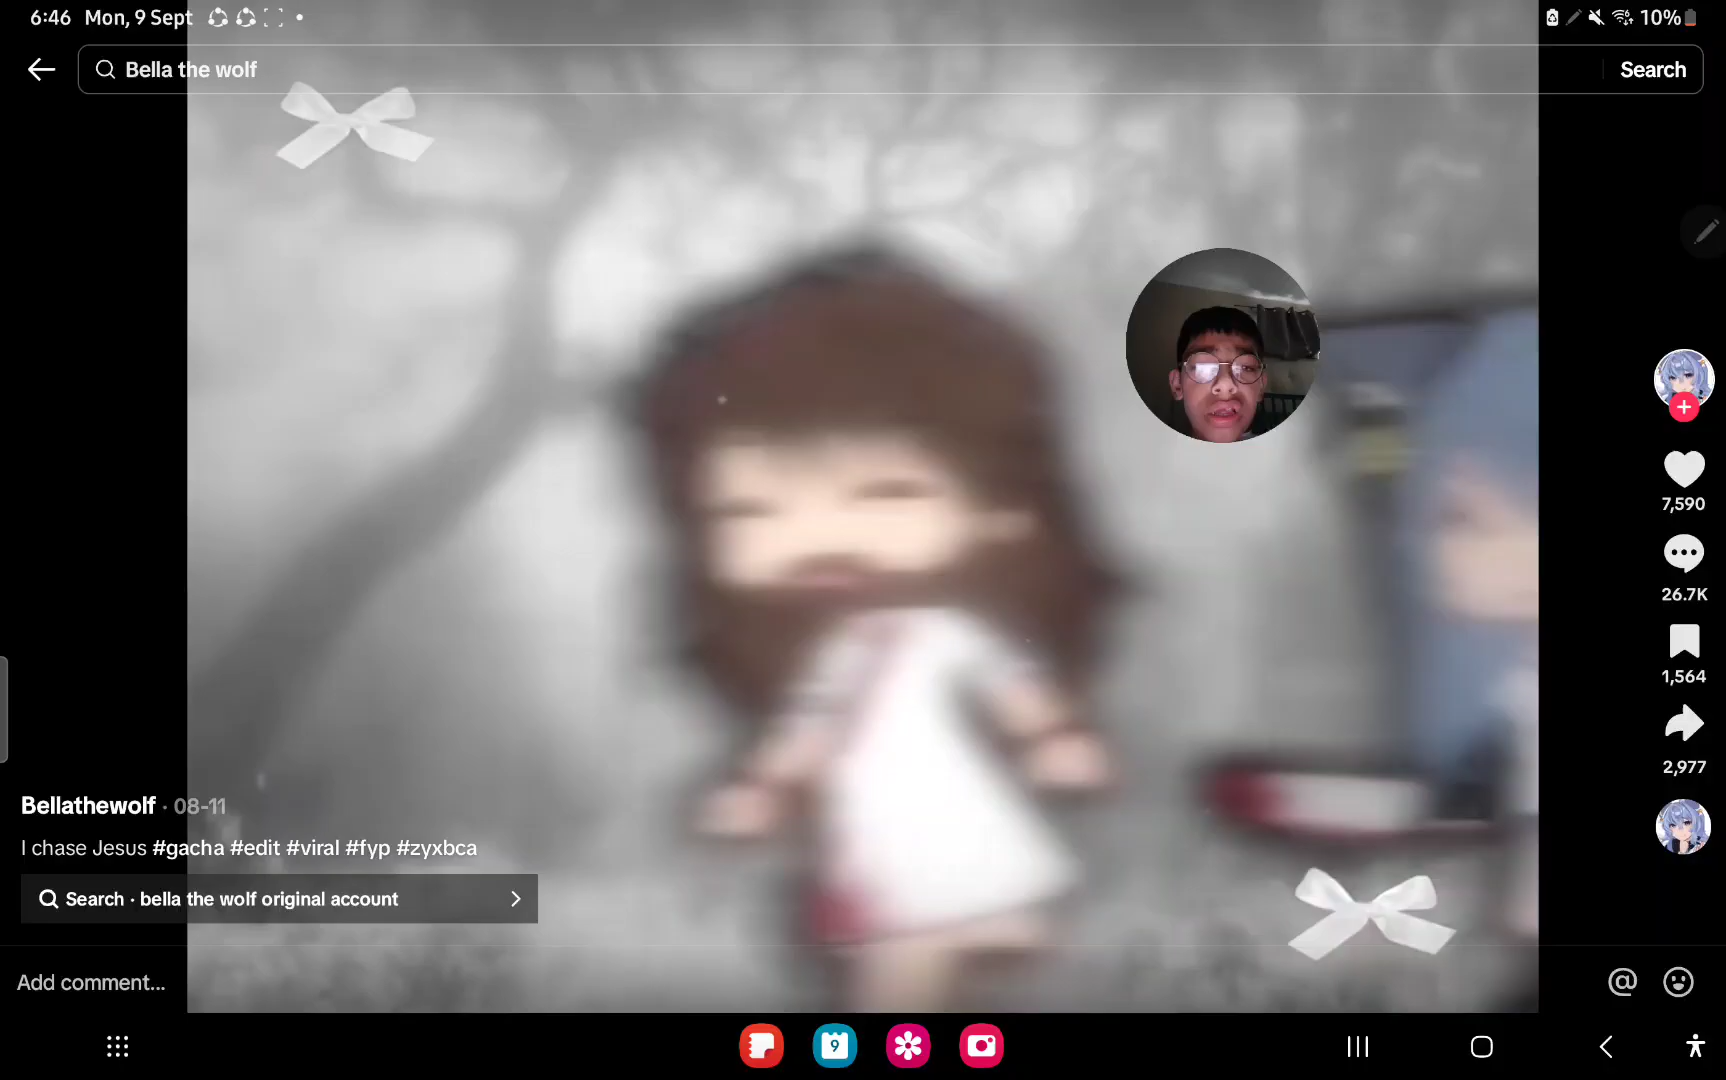 6:46 Mon, 9 Sept
10%
Bella the wolf
Search
7,590
26.7K
1,564
2,977
Bellathewolf · 08-11
I chase Jesus #gacha #edit #viral #fyp #zyxbca
Search · bella the wolf original account
Add comment...
@
9